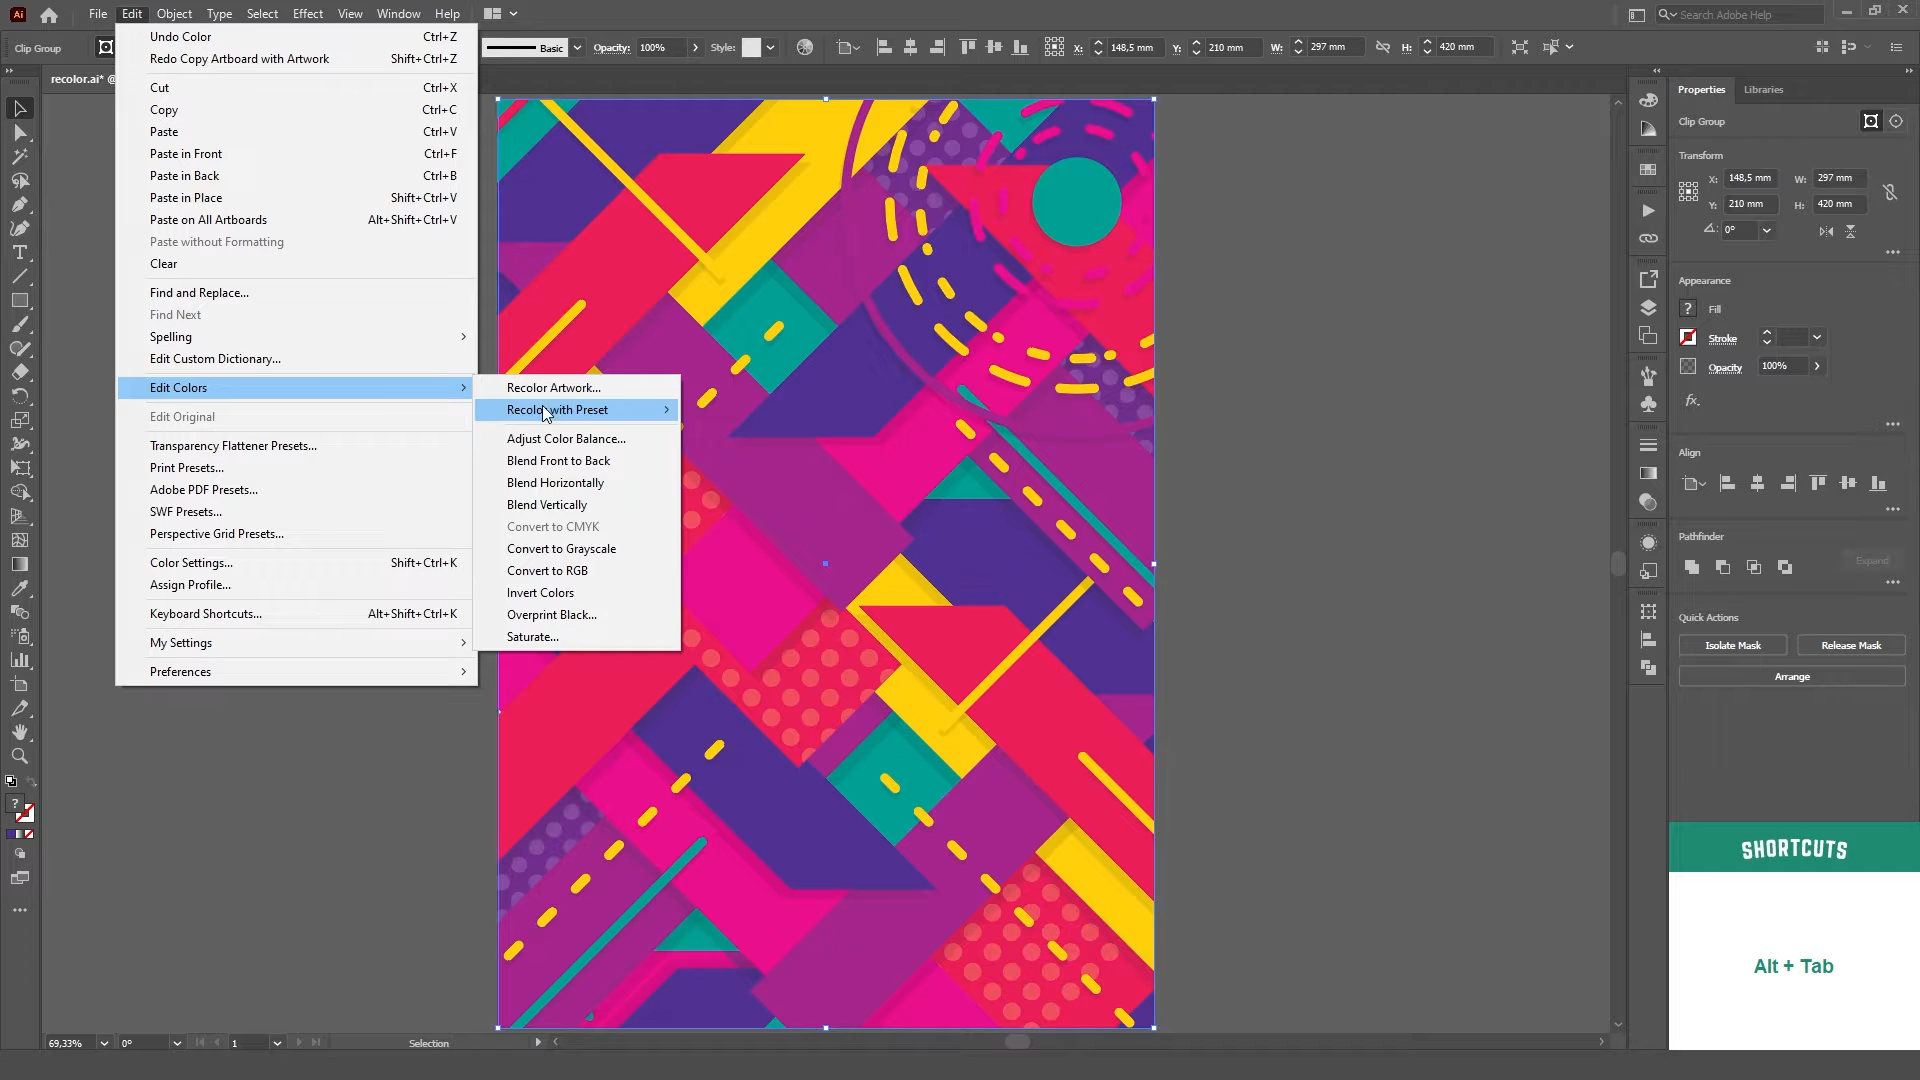 Ai
File Edit Object Type Select Effect View Window Help
Search Adobe Help
Clip Group
Basic
Opacity: 100%
Style:
X: 148,5 mm
Y: 210 mm
W: 297 mm
H: 420 mm
recolor.ai* @
Undo Color Ctrl+Z
Redo Copy Artboard with Artwork Shift+Ctrl+Z
Cut Ctrl+X
Copy Ctrl+C
Paste Ctrl+V
Paste in Front Ctrl+F
Paste in Back Ctrl+B
Paste in Place Shift+Ctrl+V
Paste on All Artboards Alt+Shift+Ctrl+V
Paste without Formatting
Clear
Find and Replace...
Find Next
Spelling
Edit Custom Dictionary...
Edit Colors
Edit Original
Transparency Flattener Presets...
Print Presets...
Adobe PDF Presets...
SWF Presets...
Perspective Grid Presets...
Color Settings... Shift+Ctrl+K
Assign Profile...
Keyboard Shortcuts... Alt+Shift+Ctrl+K
My Settings
Preferences
Recolor Artwork...
Recolor with Preset
Adjust Color Balance...
Blend Front to Back
Blend Horizontally
Blend Vertically
Convert to CMYK
Convert to Grayscale
Convert to RGB
Invert Colors
Overprint Black...
Saturate...
Properties Libraries
Clip Group
Transform
X: 148,5 mm W: 297 mm
Y: 210 mm H: 420 mm
0°
Appearance
? Fill
Stroke
Opacity 100%
fx.
Align
Pathfinder
Expand
Quick Actions
Isolate Mask Release Mask
Arrange
SHORTCUTS
Alt + Tab
?
69,33% 0° 1 Selection